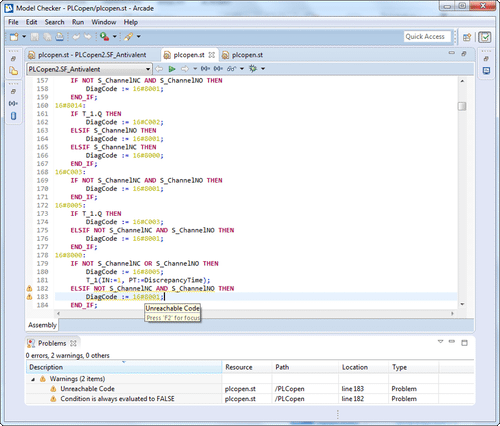 Model Checker - PLCopen/plcopen.st - Arcade
File Edit Search Run Window Help
Quick Access
plcopen.st - PLCopen2.SF_Antivalent plcopen.st plcopen.st
PLCopen2.SF_Antivalent
157 IF NOT S_ChannelNC AND S_ChannelNO THEN
158 DiagCode := 16#8001;
159 END_IF;
160 16#8014:
161 IF T_1.Q THEN
162 DiagCode := 16#C002;
163 ELSIF S_ChannelNO THEN
164 DiagCode := 16#8001;
165 ELSIF S_ChannelNC THEN
166 DiagCode := 16#8000;
167 END_IF;
168 16#C003:
169 IF NOT S_ChannelNC AND S_ChannelNO THEN
170 DiagCode := 16#8001;
171 END_IF;
172 16#8005:
173 IF T_1.Q THEN
174 DiagCode := 16#C003;
175 ELSIF NOT S_ChannelNC AND S_ChannelNO THEN
176 DiagCode := 16#8001;
177 END_IF;
178 16#8000:
179 IF NOT S_ChannelNC OR S_ChannelNO THEN
180 DiagCode := 16#8005;
181 T_1(IN:=1, PT:=DiscrepancyTime);
182 ELSIF NOT S_ChannelNC AND S_ChannelNO THEN
183 DiagCode := 16#8001;
184 END_IF;
Unreachable Code
Press 'F2' for focus
Assembly
Problems
0 errors, 2 warnings, 0 others
Description Resource Path Location Type
Warnings (2 items)
Unreachable Code plcopen.st /PLCopen line 183 Problem
Condition is always evaluated to FALSE plcopen.st /PLCopen line 182 Problem